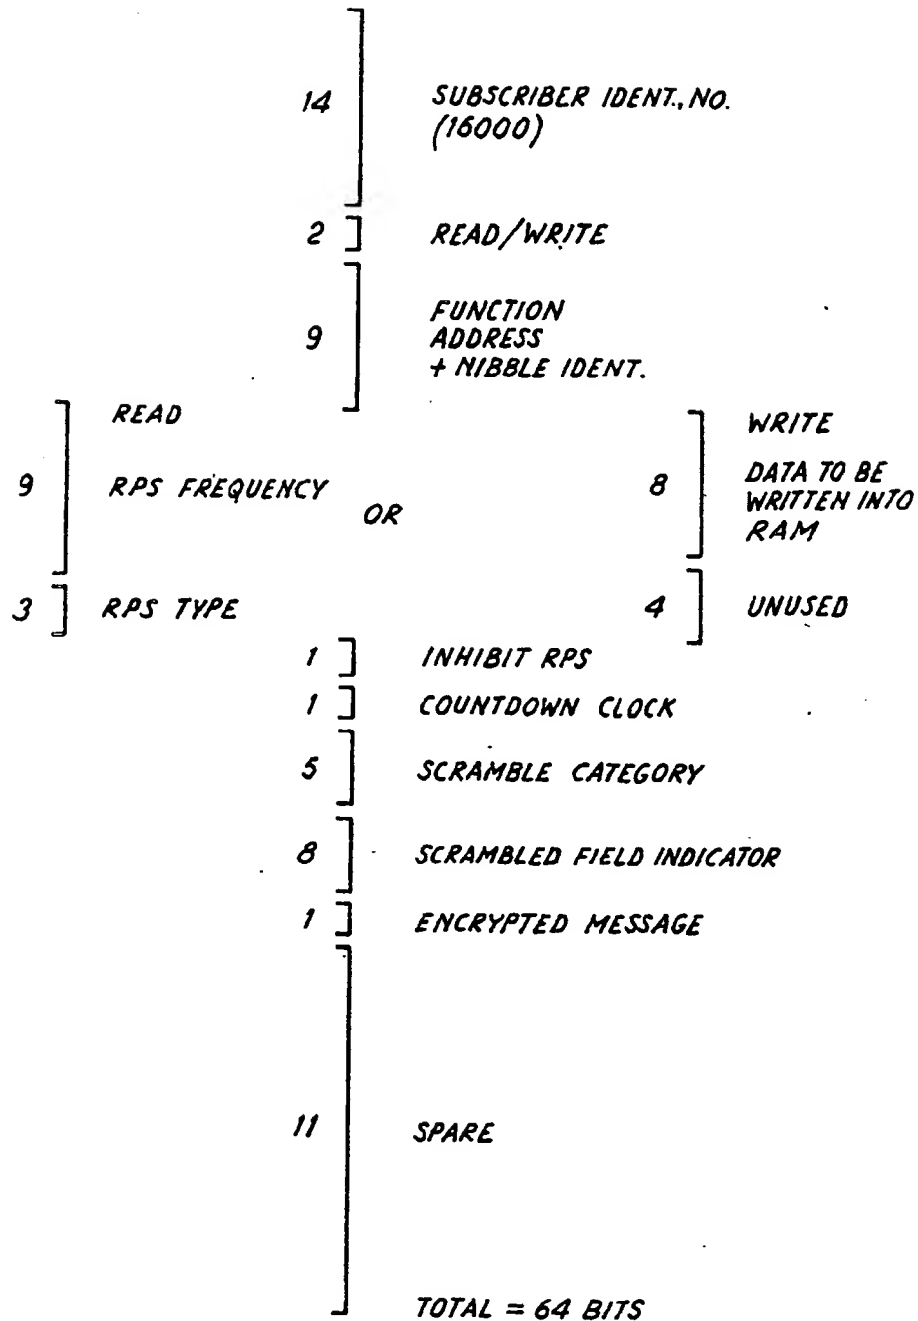 14 SUBSCRIBER IDENT., NO.
(16000)
2 READ/WRITE
9 FUNCTION
ADDRESS
+ NIBBLE IDENT.
READ
9 RPS FREQUENCY
3 RPS TYPE
OR
WRITE
8 DATA TO BE
WRITTEN INTO
RAM
4 UNUSED
1 INHIBIT RPS
1 COUNTDOWN CLOCK
5 SCRAMBLE CATEGORY
8 SCRAMBLED FIELD INDICATOR
1 ENCRYPTED MESSAGE
11 SPARE
TOTAL = 64 BITS